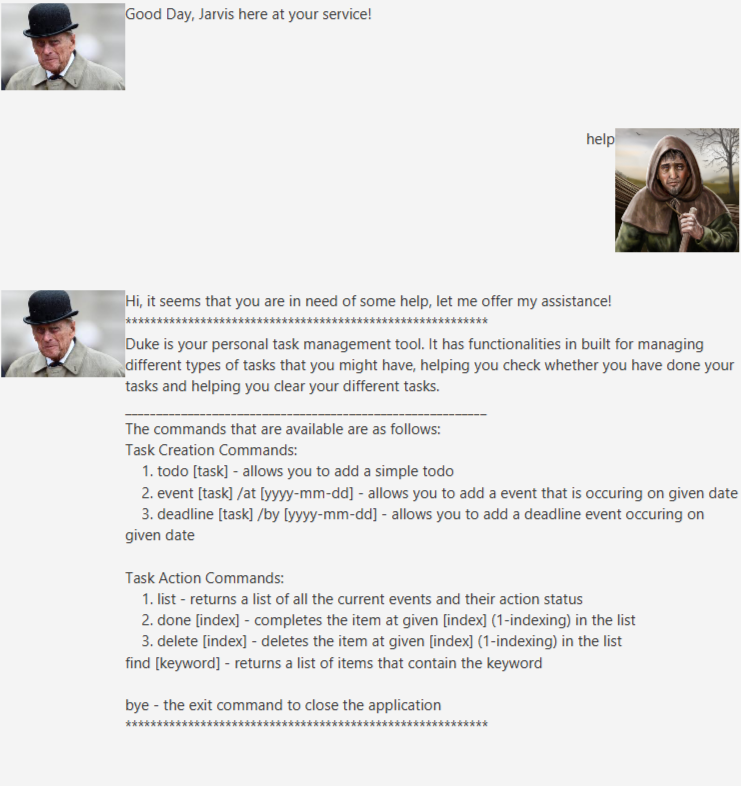 Good Day, Jarvis here at your service!
help
Hi, it seems that you are in need of some help, let me offer my assistance!
************************************************************
Duke is your personal task management tool. It has functionalities in built for managing
different types of tasks that you might have, helping you check whether you have done your
tasks and helping you clear your different tasks.
____________________________________________________________
The commands that are available are as follows:
Task Creation Commands:
1. todo [task] - allows you to add a simple todo
2. event [task] /at [yyyy-mm-dd] - allows you to add a event that is occuring on given date
3. deadline [task] /by [yyyy-mm-dd] - allows you to add a deadline event occuring on
given date
Task Action Commands:
1. list - returns a list of all the current events and their action status
2. done [index] - completes the item at given [index] (1-indexing) in the list
3. delete [index] - deletes the item at given [index] (1-indexing) in the list
find [keyword] - returns a list of items that contain the keyword
bye - the exit command to close the application
************************************************************